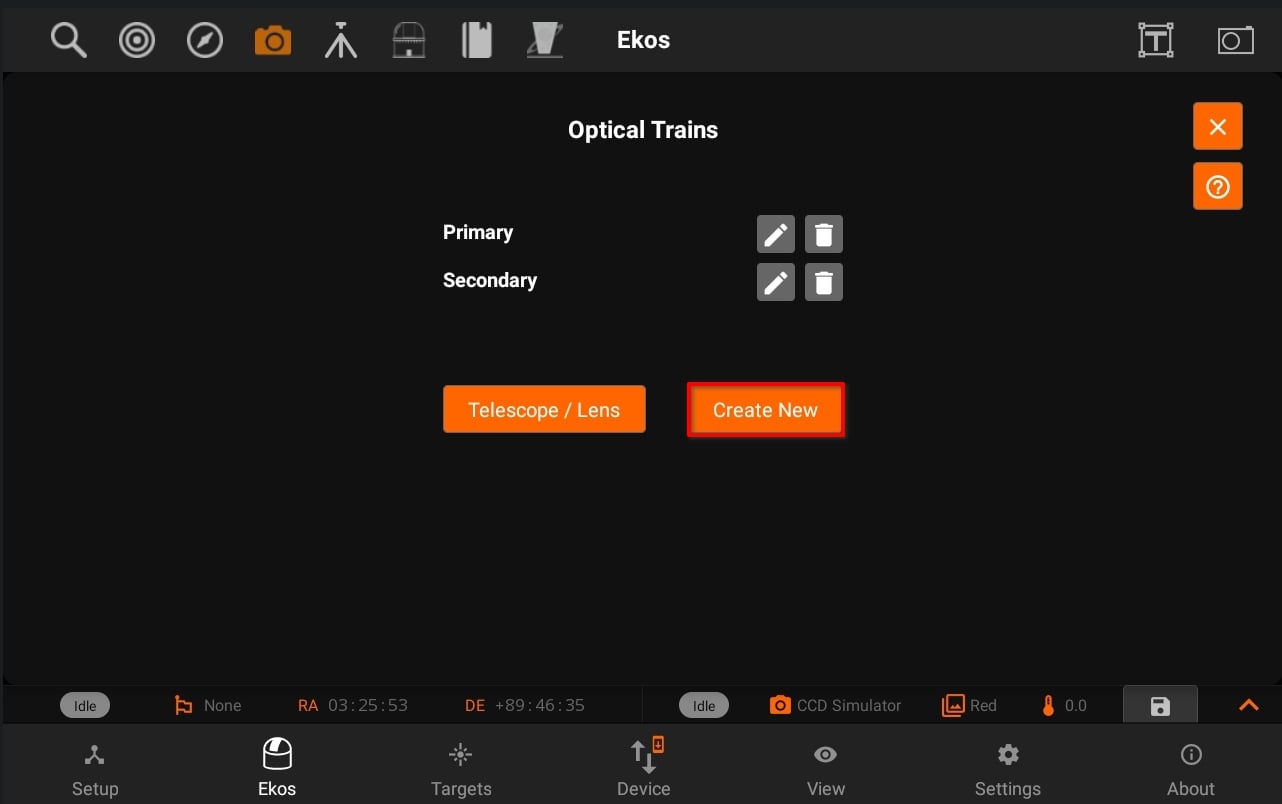 Ekos
Optical Trains
Primary
Secondary
Telescope / Lens
Create New
Idle None RA 03:25:53 DE +89:46:35 Idle CCD Simulator Red 0.0
Setup Ekos Targets Device View Settings About